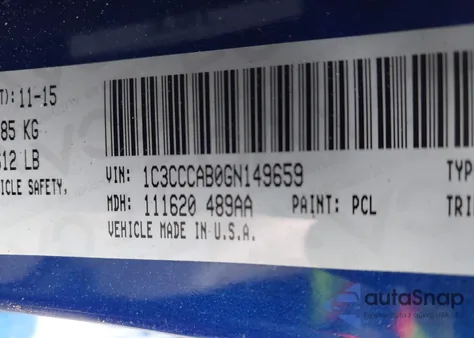 T): 11-15
85 KG
512 LB
ICLE SAFETY,
VIN: 1C3CCCAB0GN149659
TYP
MDH: 111620 489AA PAINT: PCL
TRI
VEHICLE MADE IN U.S.A.
autoSnap